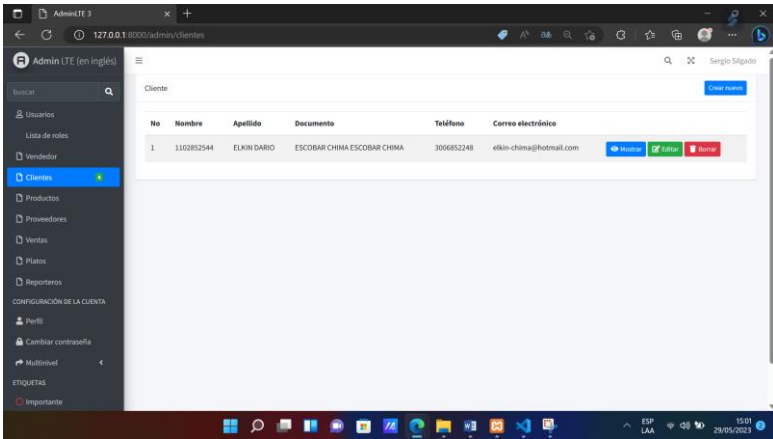 AdminLTE 3
127.0.0.1:8000/admin/clientes
Admin LTE (en inglés)
Sergio Silgado
buscar
Cliente
Crear nuevo
Usuarios
Lista de roles
Vendedor
Clientes 4
Productos
Proveedores
Ventas
Platos
Reporteros
CONFIGURACIÓN DE LA CUENTA
Perfil
Cambiar contraseña
Multinivel
ETIQUETAS
Importante
No Nombre Apellido Documento Teléfono Correo electrónico
1 1102852544 ELKIN DARIO ESCOBAR CHIMA ESCOBAR CHIMA 3006852248 elkin-chima@hotmail.com Mostrar Editar Borrar
ESP
LAA
15:01
29/05/2023